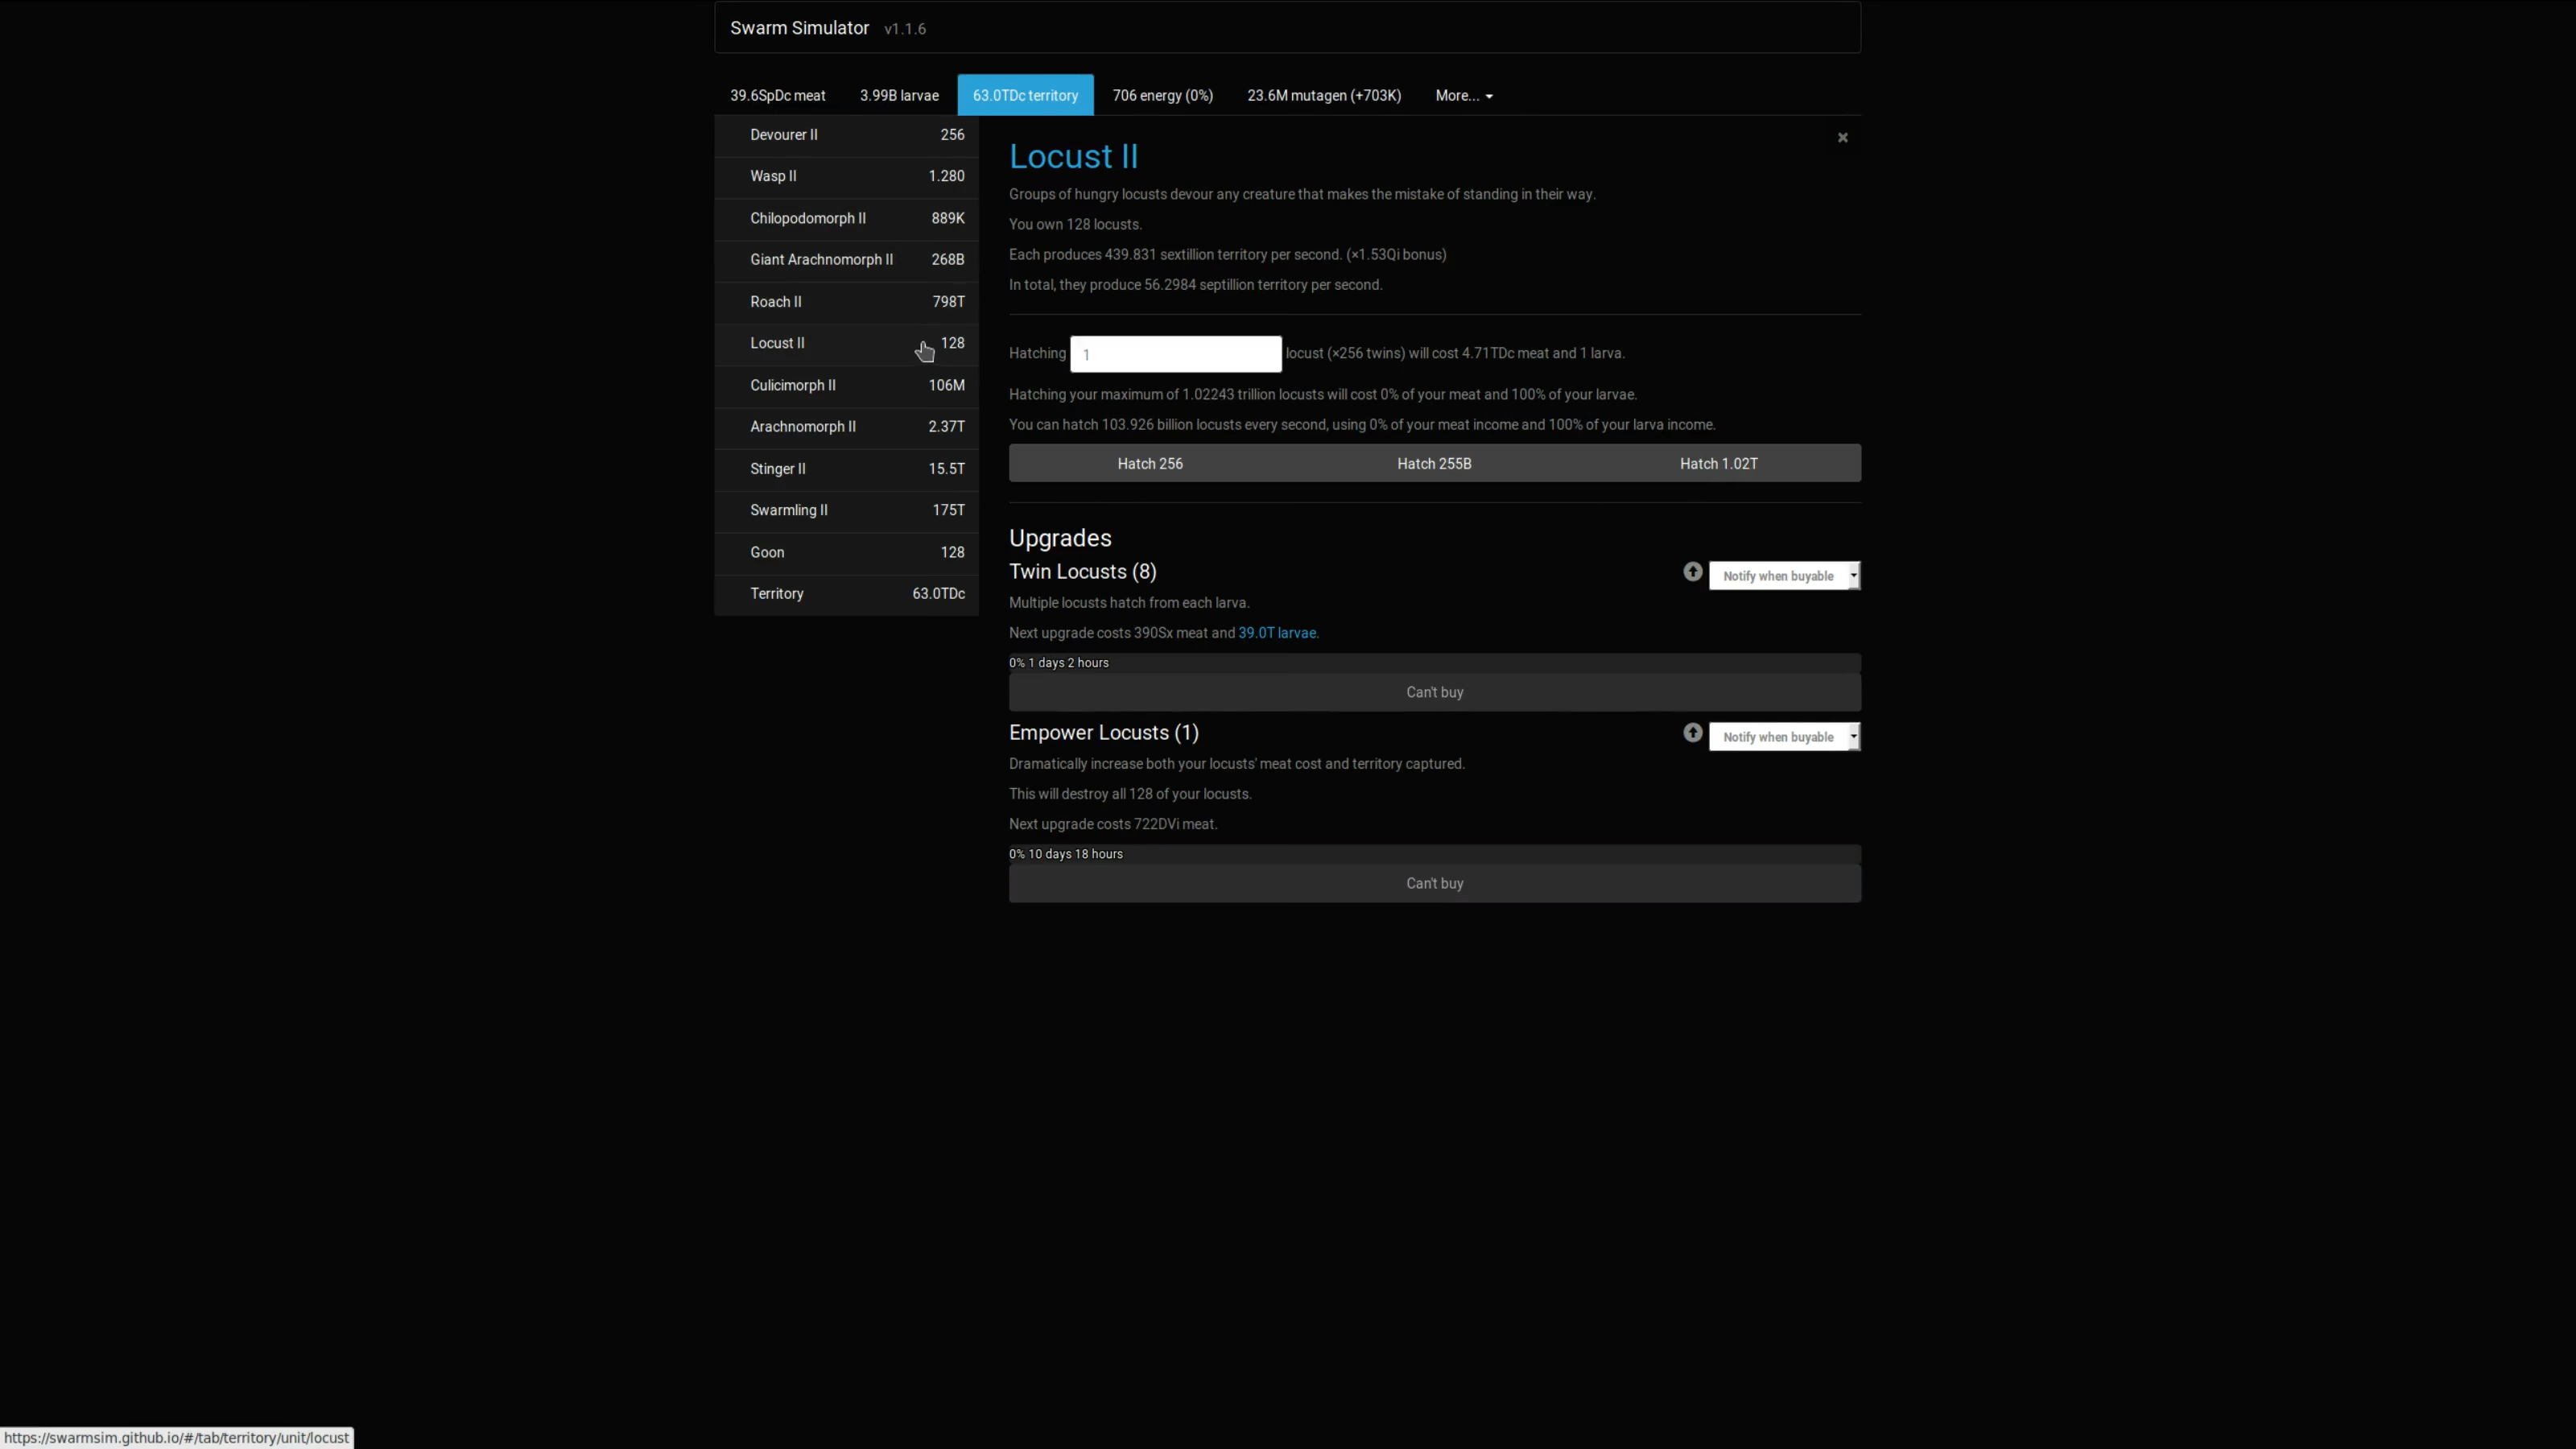 Swarm Simulator v1.1.6
39.6SpDc meat 3.99B larvae 63.0TDc territory 706 energy (0%) 23.6M mutagen (+703K) More...
Devourer II 256
Wasp II 1.280
Chilopodomorph II 889K
Giant Arachnomorph II 268B
Roach II 798T
Locust II 128
Culicimorph II 106M
Arachnomorph II 2.37T
Stinger II 15.5T
Swarmling II 175T
Goon 128
Territory 63.0TDc
×
Locust II
Groups of hungry locusts devour any creature that makes the mistake of standing in their way.
You own 128 locusts.
Each produces 439.831 sextillion territory per second. (×1.53Qi bonus)
In total, they produce 56.2984 septillion territory per second.
Hatching 1 locust (×256 twins) will cost 4.71TDc meat and 1 larva.
Hatching your maximum of 1.02243 trillion locusts will cost 0% of your meat and 100% of your larvae.
You can hatch 103.926 billion locusts every second, using 0% of your meat income and 100% of your larva income.
Hatch 256 Hatch 255B Hatch 1.02T
Upgrades
Twin Locusts (8) Notify when buyable
Multiple locusts hatch from each larva.
Next upgrade costs 390Sx meat and 39.0T larvae.
0% 1 days 2 hours
Can't buy
Empower Locusts (1) Notify when buyable
Dramatically increase both your locusts' meat cost and territory captured.
This will destroy all 128 of your locusts.
Next upgrade costs 722DVi meat.
0% 10 days 18 hours
Can't buy
https://swarmsim.github.io/#/tab/territory/unit/locust